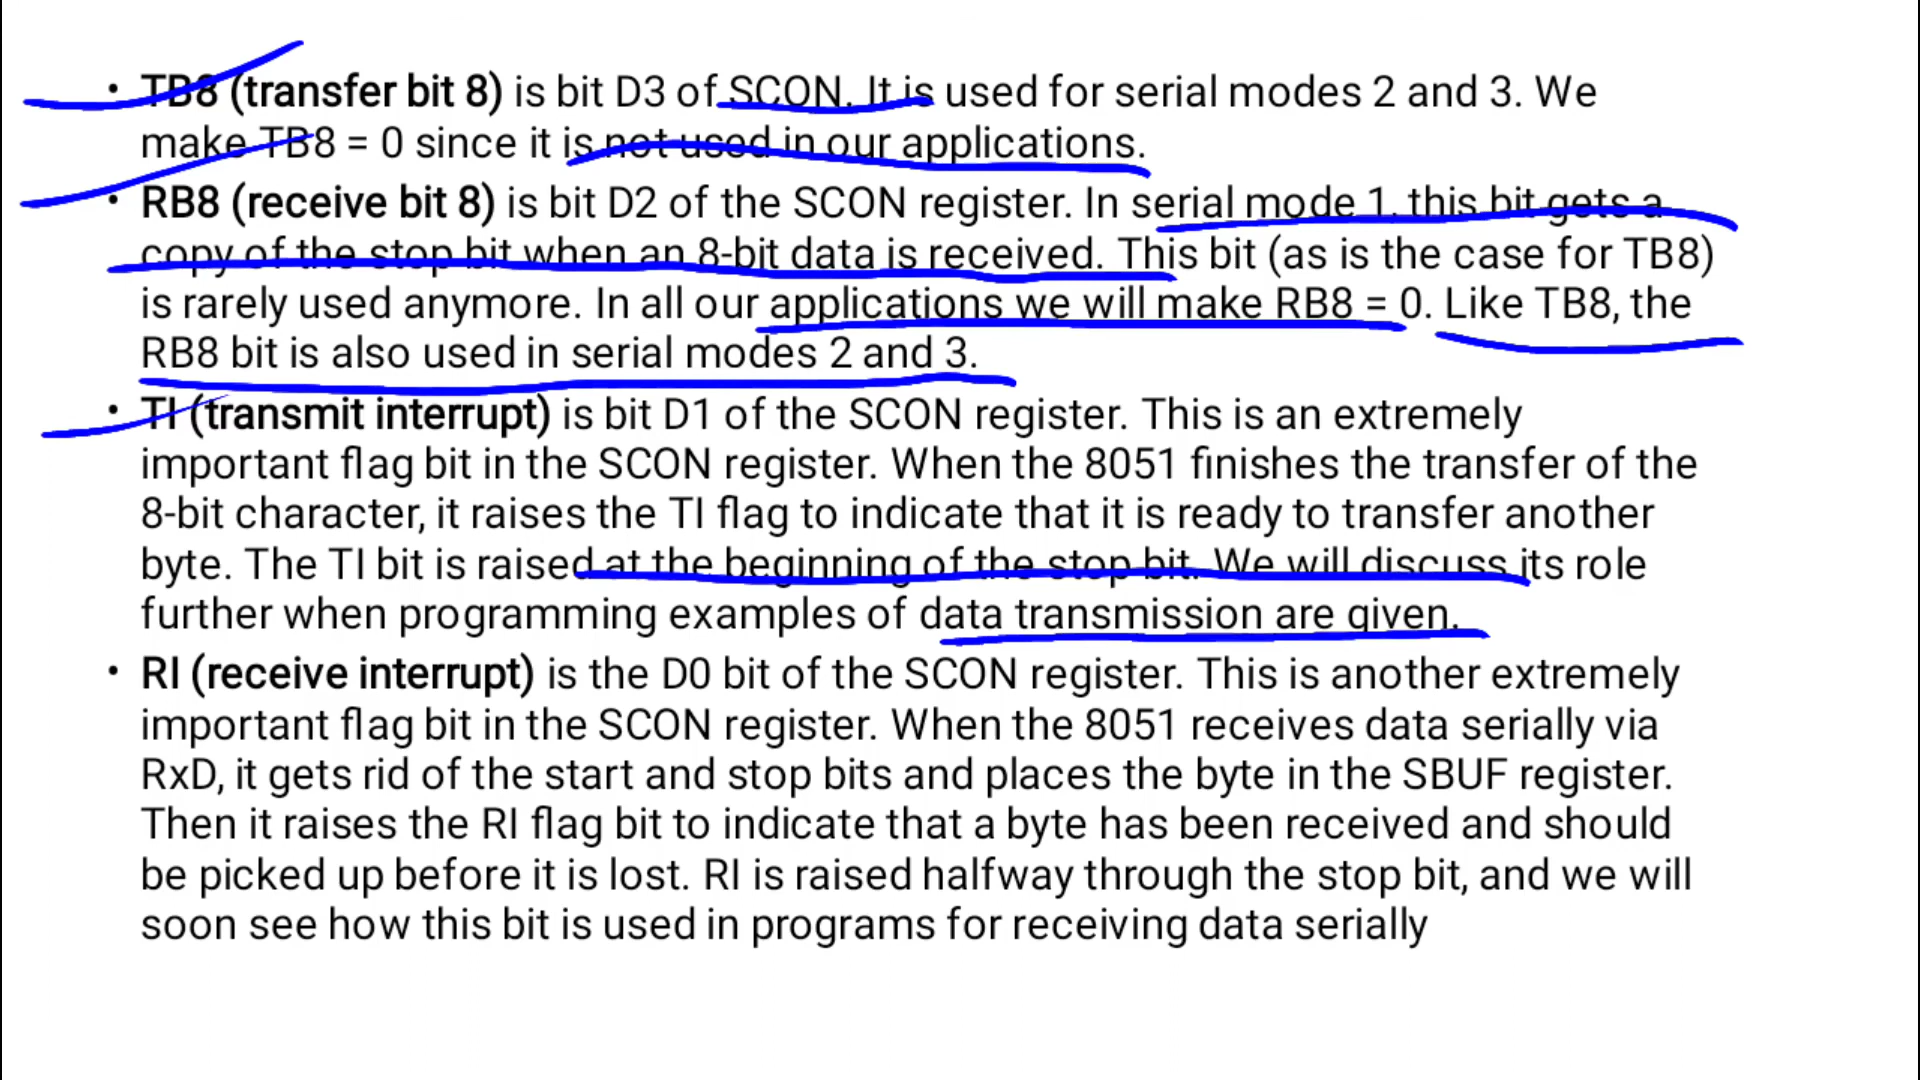 • TB8 (transfer bit 8) is bit D3 of SCON. It is used for serial modes 2 and 3. We
make TB8 = 0 since it is not used in our applications.
• RB8 (receive bit 8) is bit D2 of the SCON register. In serial mode 1, this bit gets a
copy of the stop bit when an 8-bit data is received. This bit (as is the case for TB8)
is rarely used anymore. In all our applications we will make RB8 = 0. Like TB8, the
RB8 bit is also used in serial modes 2 and 3.
• TI (transmit interrupt) is bit D1 of the SCON register. This is an extremely
important flag bit in the SCON register. When the 8051 finishes the transfer of the
8-bit character, it raises the TI flag to indicate that it is ready to transfer another
byte. The TI bit is raised at the beginning of the stop bit. We will discuss its role
further when programming examples of data transmission are given.
• RI (receive interrupt) is the D0 bit of the SCON register. This is another extremely
important flag bit in the SCON register. When the 8051 receives data serially via
RxD, it gets rid of the start and stop bits and places the byte in the SBUF register.
Then it raises the RI flag bit to indicate that a byte has been received and should
be picked up before it is lost. RI is raised halfway through the stop bit, and we will
soon see how this bit is used in programs for receiving data serially